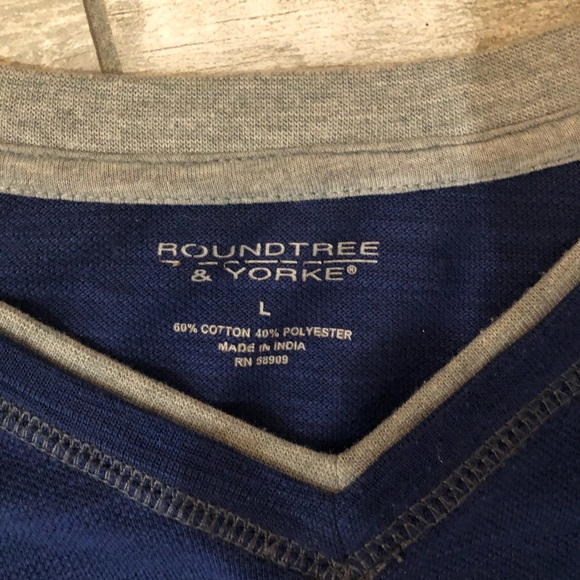 ROUNDTREE
& YORKE®
L
60% COTTON 40% POLYESTER
MADE IN INDIA
RN 58909